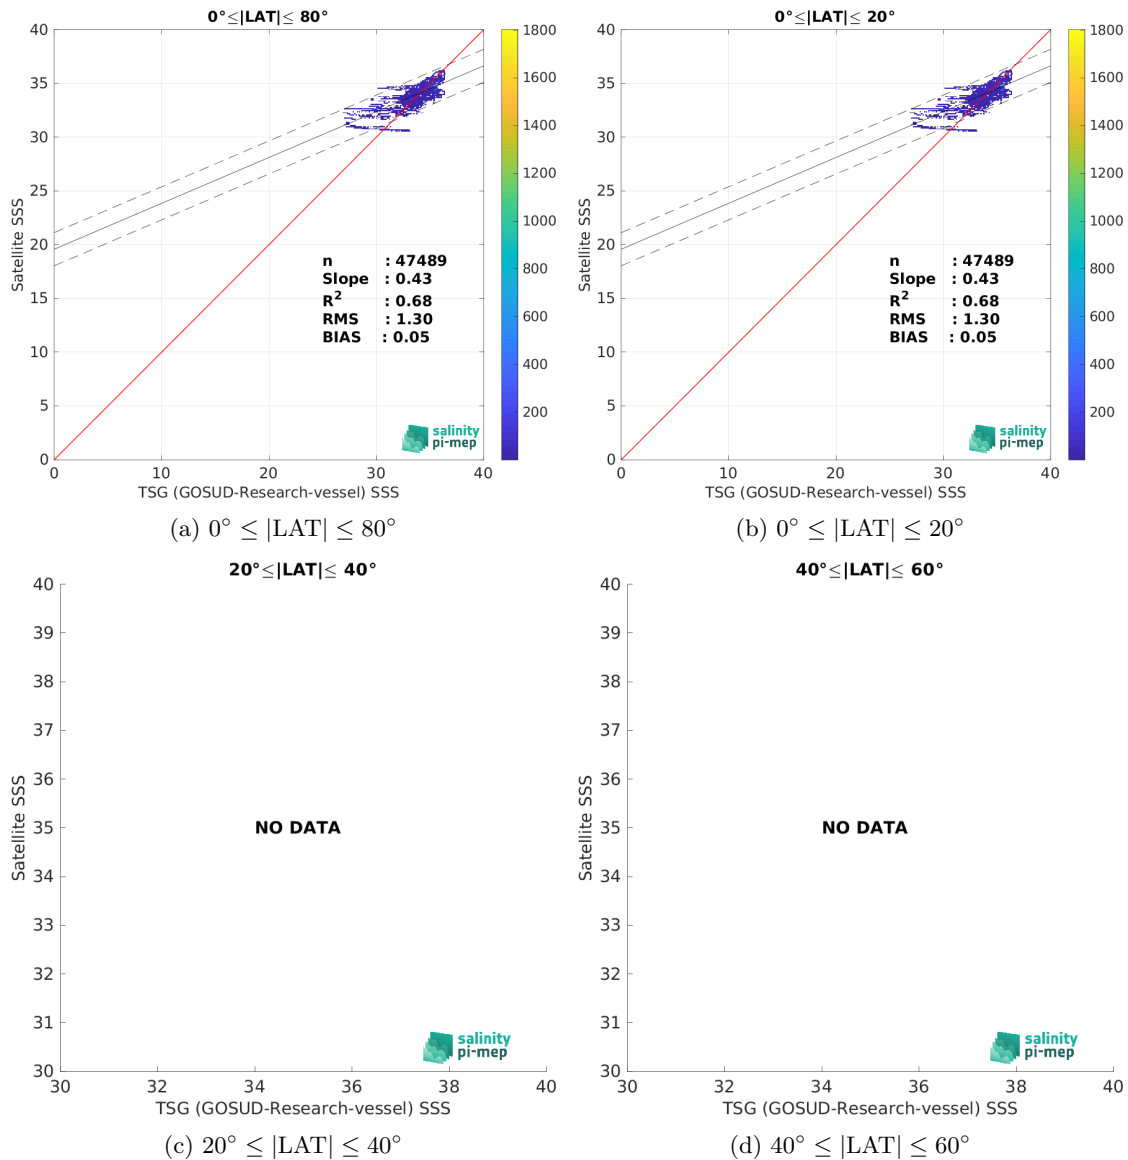 0°≤|LAT|≤ 80°
40
35
30
25
20
15
10
5
0
Satellite SSS
n : 47489
Slope : 0.43
R² : 0.68
RMS : 1.30
BIAS : 0.05
salinity
pi-mep
0 10 20 30 40
TSG (GOSUD-Research-vessel) SSS
1800
1600
1400
1200
1000
800
600
400
200
(a) 0° ≤ |LAT| ≤ 80°
0°≤|LAT|≤ 20°
40
35
30
25
20
15
10
5
0
Satellite SSS
n : 47489
Slope : 0.43
R² : 0.68
RMS : 1.30
BIAS : 0.05
salinity
pi-mep
0 10 20 30 40
TSG (GOSUD-Research-vessel) SSS
1800
1600
1400
1200
1000
800
600
400
200
(b) 0° ≤ |LAT| ≤ 20°
20°≤|LAT|≤ 40°
40
39
38
37
36
35
34
33
32
31
30
Satellite SSS
NO DATA
salinity
pi-mep
30 32 34 36 38 40
TSG (GOSUD-Research-vessel) SSS
(c) 20° ≤ |LAT| ≤ 40°
40°≤|LAT|≤ 60°
40
39
38
37
36
35
34
33
32
31
30
Satellite SSS
NO DATA
salinity
pi-mep
30 32 34 36 38 40
TSG (GOSUD-Research-vessel) SSS
(d) 40° ≤ |LAT| ≤ 60°